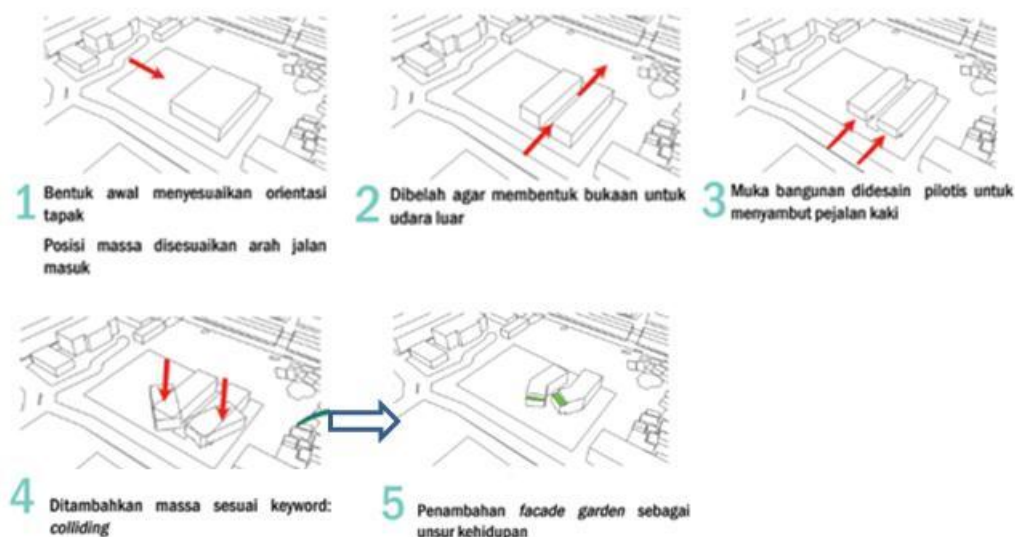 1 Bentuk awal menyesuaikan orientasi
tapak
Posisi massa disesuaikan arah jalan
masuk
2 Dibelah agar membentuk bukaan untuk
udara luar
3 Muka bangunan didesain pilotis untuk
menyambut pejalan kaki
4 Ditambahkan massa sesuai keyword:
colliding
5 Penambahan facade garden sebagai
unsur kehidupan